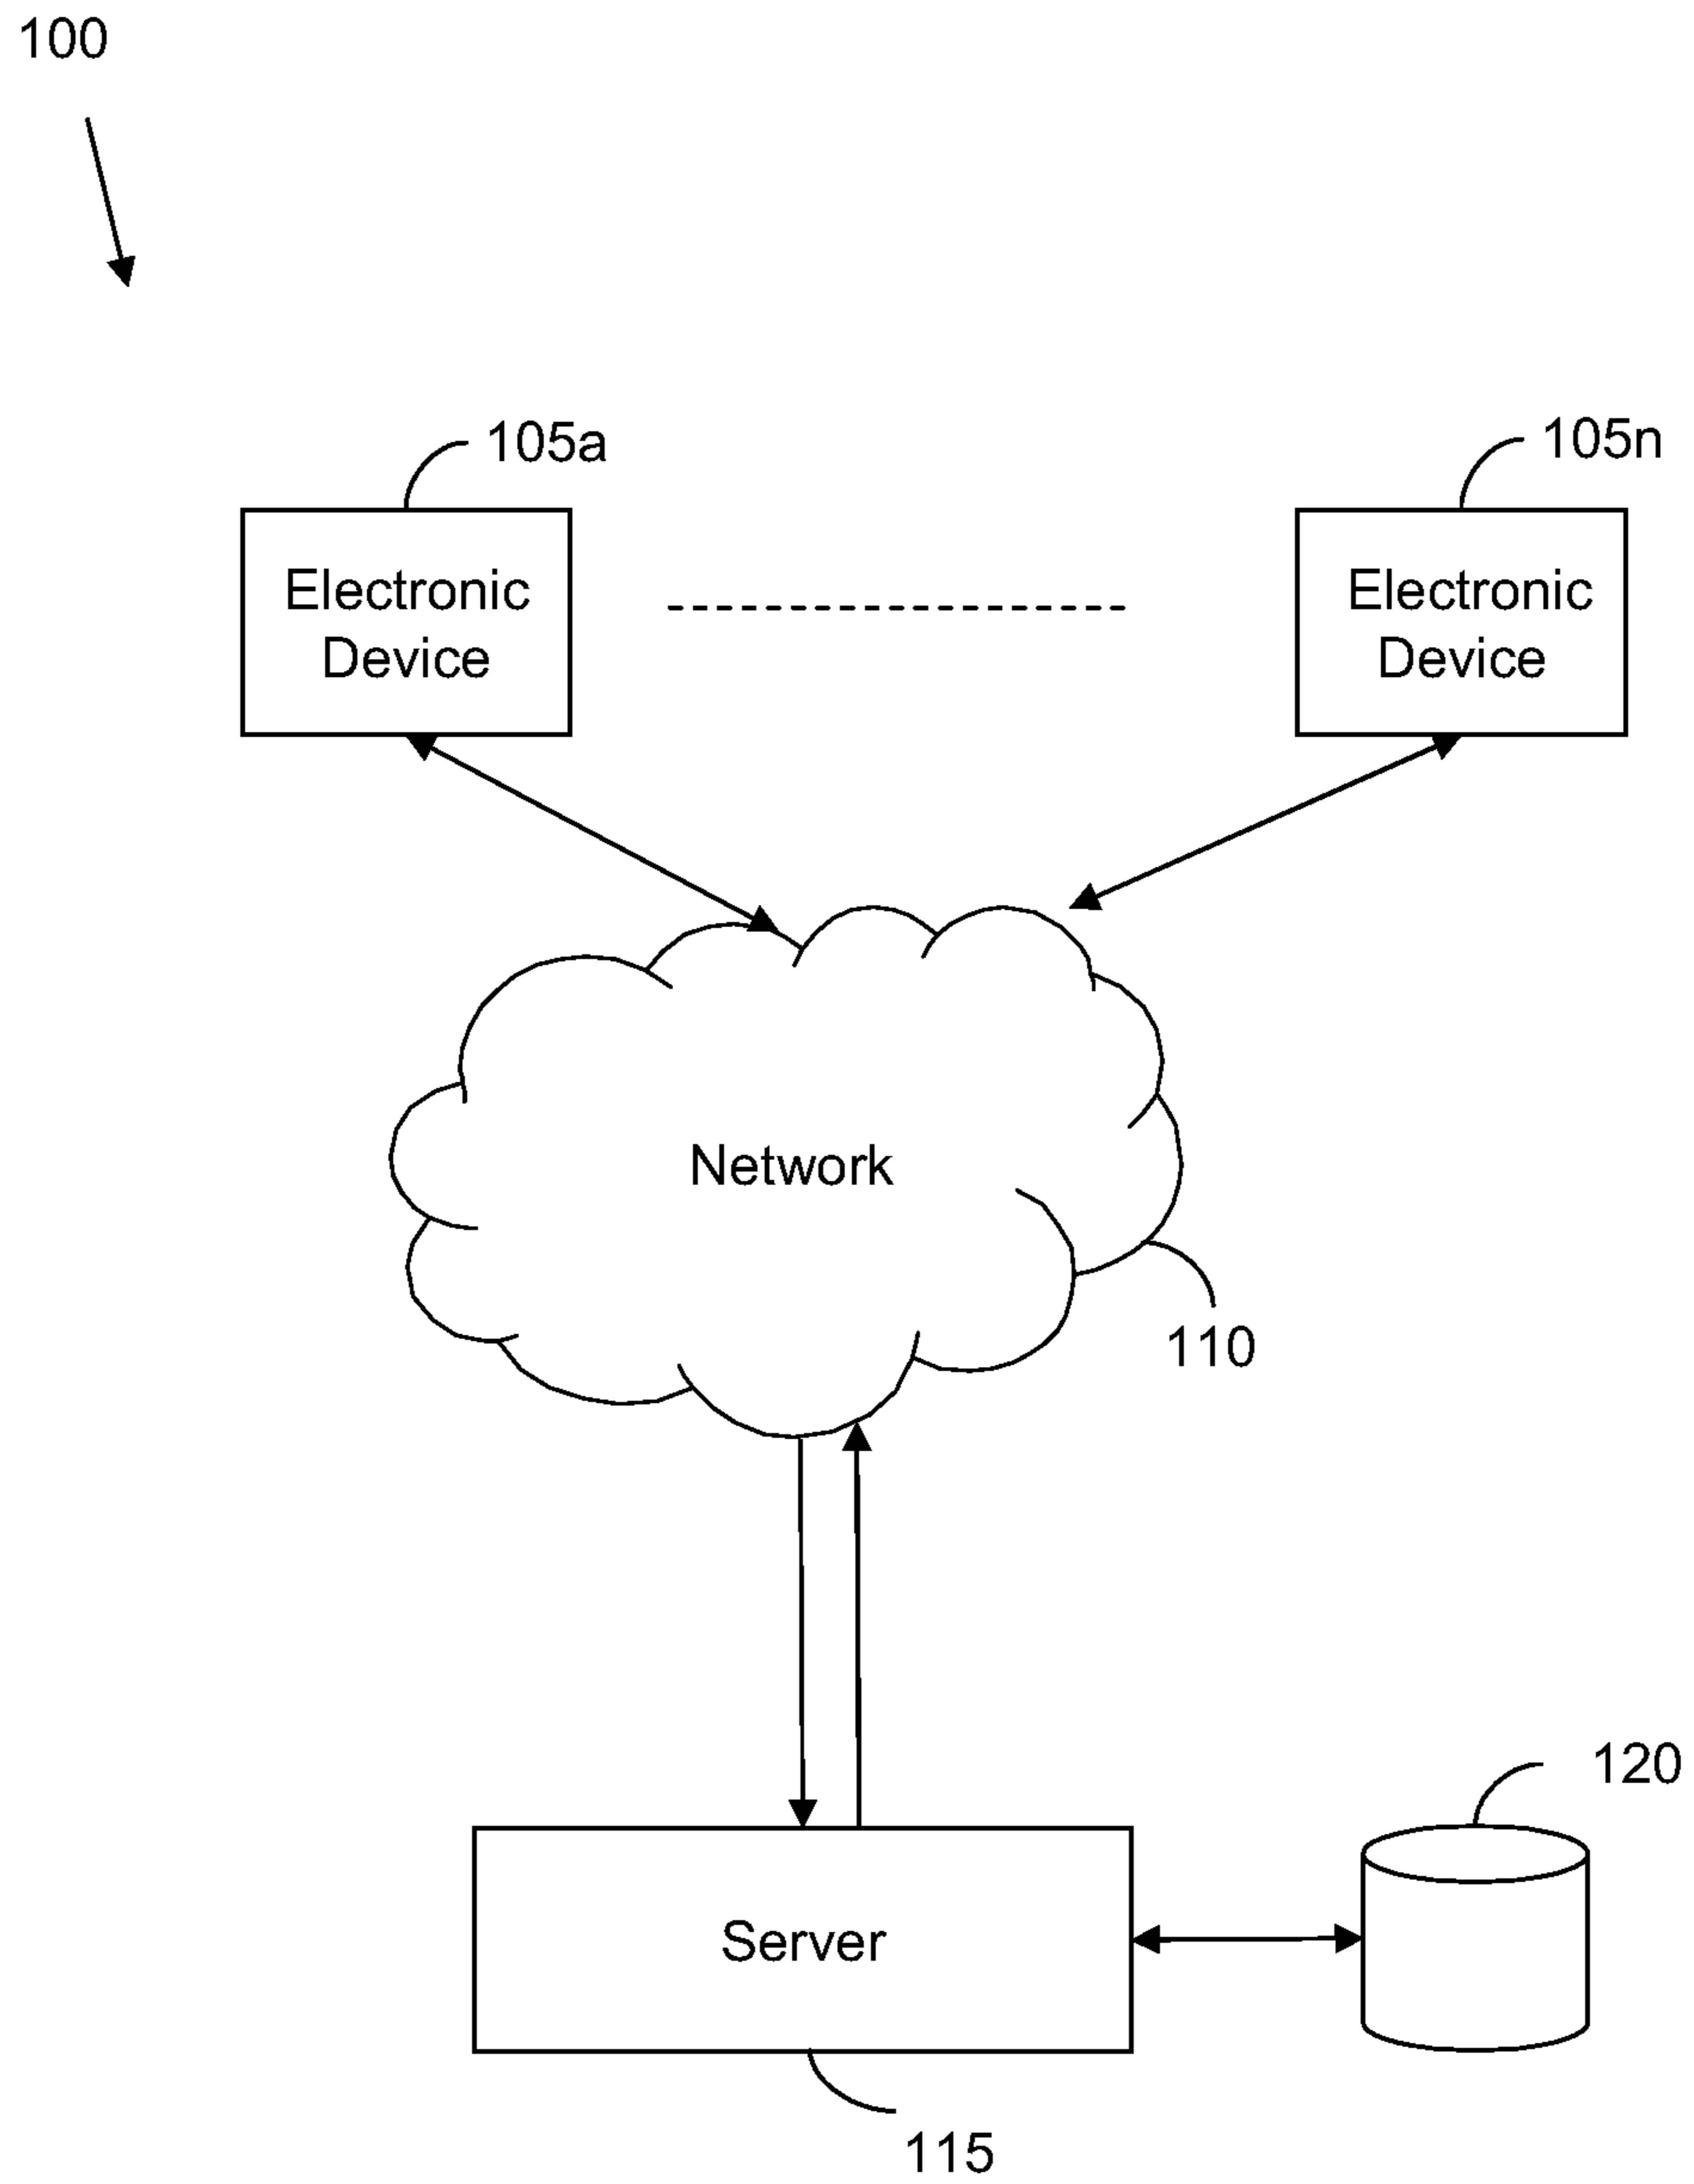 100
105a
105n
Electronic
Device
Electronic
Device
Network
110
120
Server
115